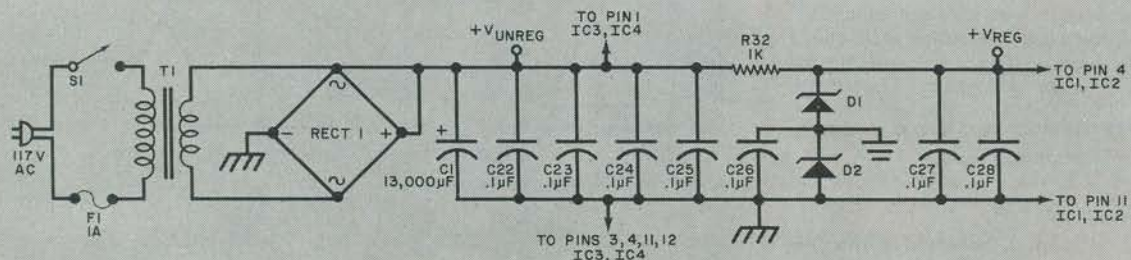 TO PIN 1
IC3, IC4
+VUNREG
R32
1K
+VREG
S1
T1
TO PIN 4
IC1, IC2
D1
117V
AC
- RECT 1 +
+
C1
13,000µF
C22
.1µF
C23
.1µF
C24
.1µF
C25
.1µF
C26
.1µF
D2
C27
.1µF
C28
.1µF
F1
1A
TO PINS 3,4,11,12
IC3, IC4
TO PIN 11
IC1, IC2